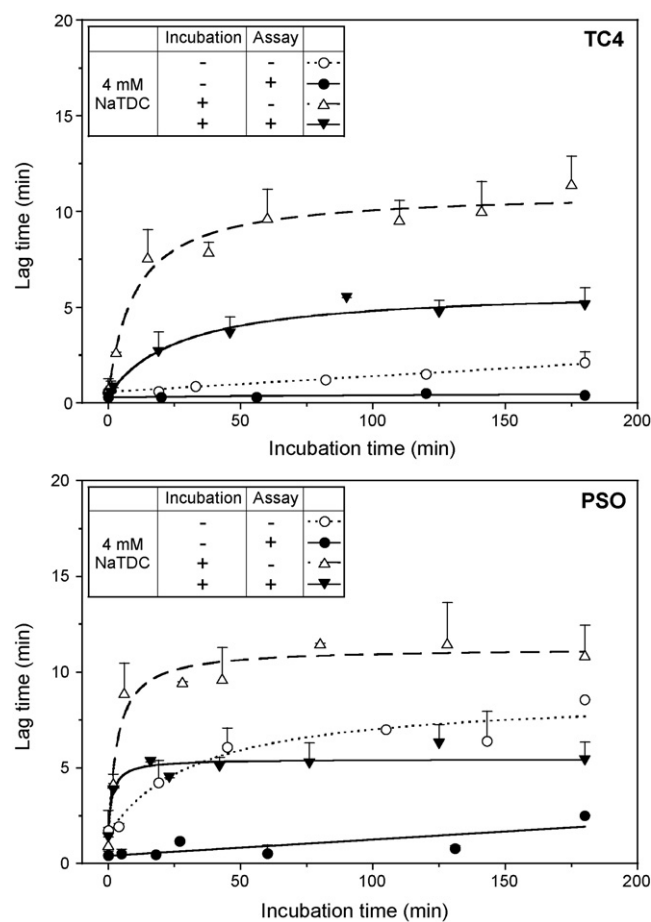 20
15
10
5
0
Lag time (min)
TC4
Incubation Assay
- -
4 mM - +
NaTDC + -
+ +
0 50 100 150 200
Incubation time (min)
20
15
10
5
0
Lag time (min)
PSO
Incubation Assay
- -
4 mM - +
NaTDC + -
+ +
0 50 100 150 200
Incubation time (min)